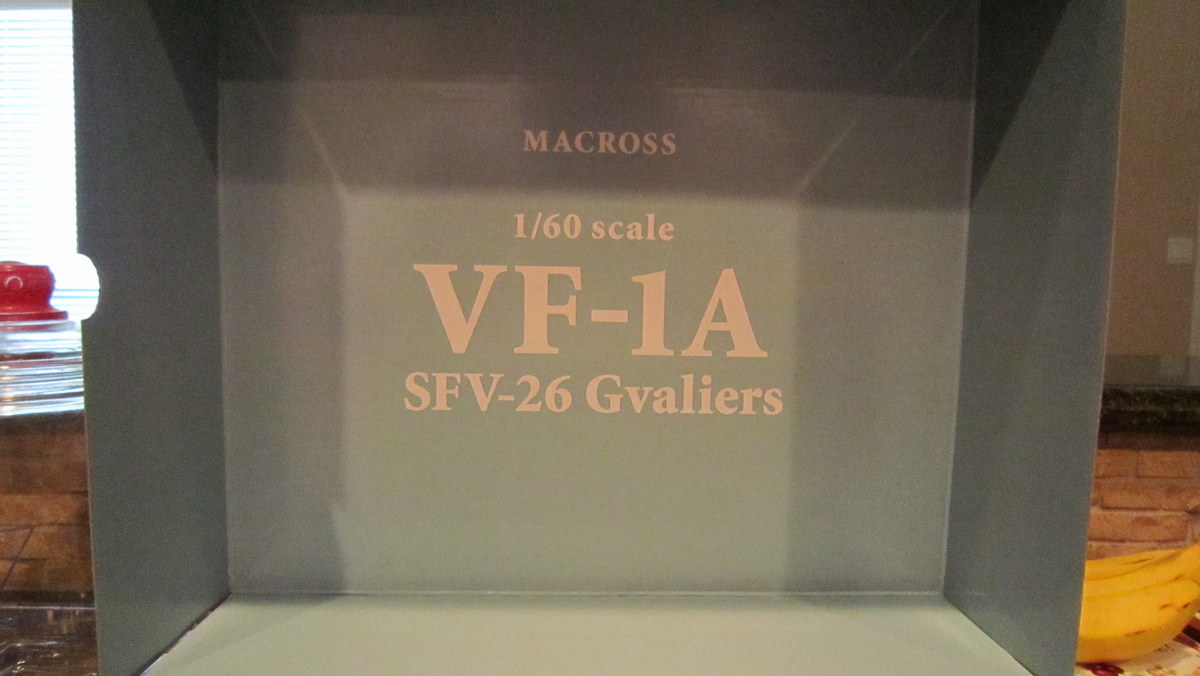 MACROSS
1/60 scale
VF-1A
SFV-26 Gvaliers